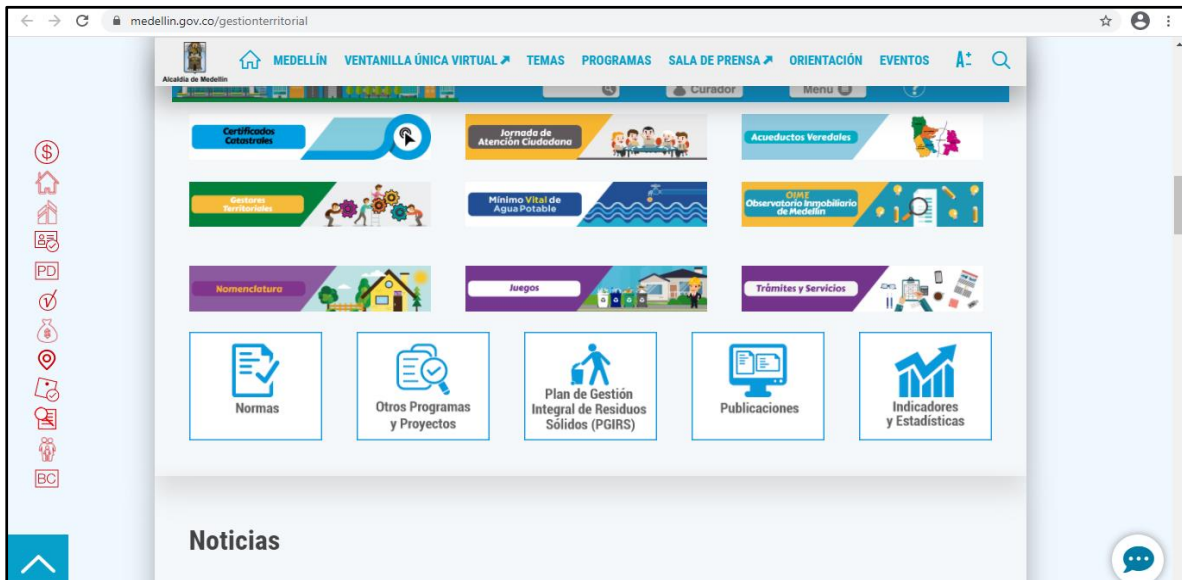 medellin.gov.co/gestionterritorial
Alcaldía de Medellín
MEDELLÍN VENTANILLA ÚNICA VIRTUAL TEMAS PROGRAMAS SALA DE PRENSA ORIENTACIÓN EVENTOS A±
Curador Menú ?
Certificados
Catastrales
Jornada de
Atención Ciudadana
Acueductos Veredales
Gestores
Territoriales
Mínimo Vital de
Agua Potable
OIME
Observatorio Inmobiliario
de Medellín
Nomenclatura
Juegos
Trámites y Servicios
Normas
Otros Programas
y Proyectos
Plan de Gestión
Integral de Residuos
Sólidos (PGIRS)
Publicaciones
Indicadores
y Estadísticas
$
PD
BC
Noticias